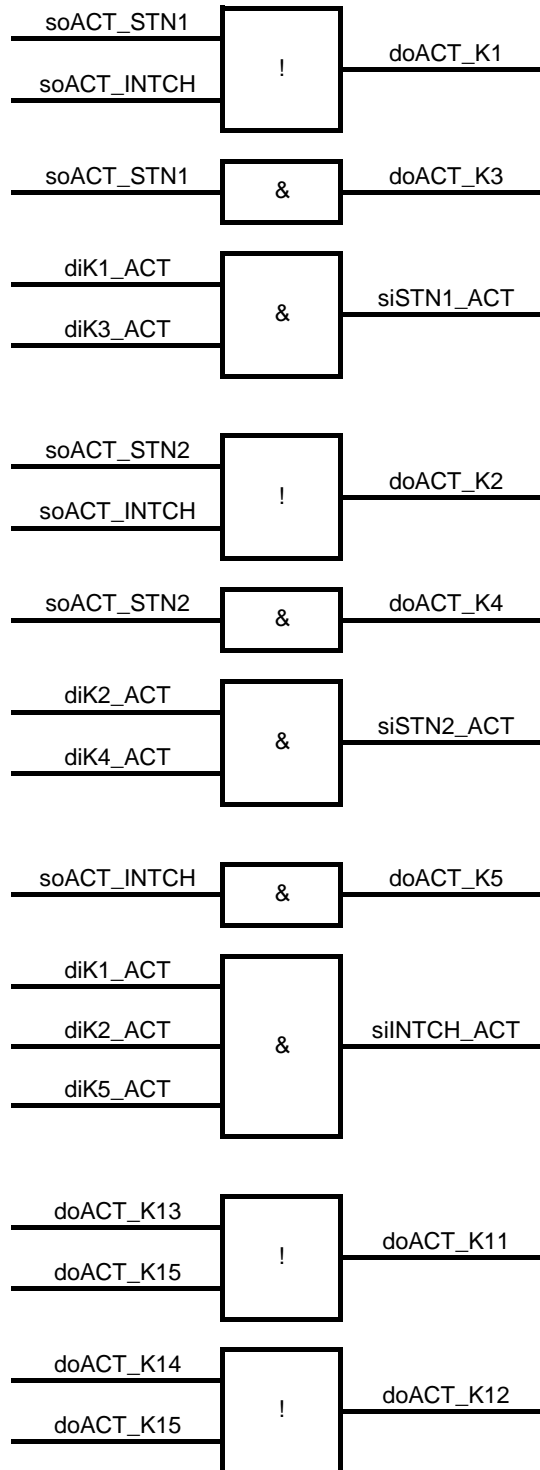 soACT_STN1
soACT_INTCH
!
doACT_K1
soACT_STN1
&
doACT_K3
diK1_ACT
diK3_ACT
&
siSTN1_ACT
soACT_STN2
soACT_INTCH
!
doACT_K2
soACT_STN2
&
doACT_K4
diK2_ACT
diK4_ACT
&
siSTN2_ACT
soACT_INTCH
&
doACT_K5
diK1_ACT
diK2_ACT
diK5_ACT
&
siINTCH_ACT
doACT_K13
doACT_K15
!
doACT_K11
doACT_K14
doACT_K15
!
doACT_K12